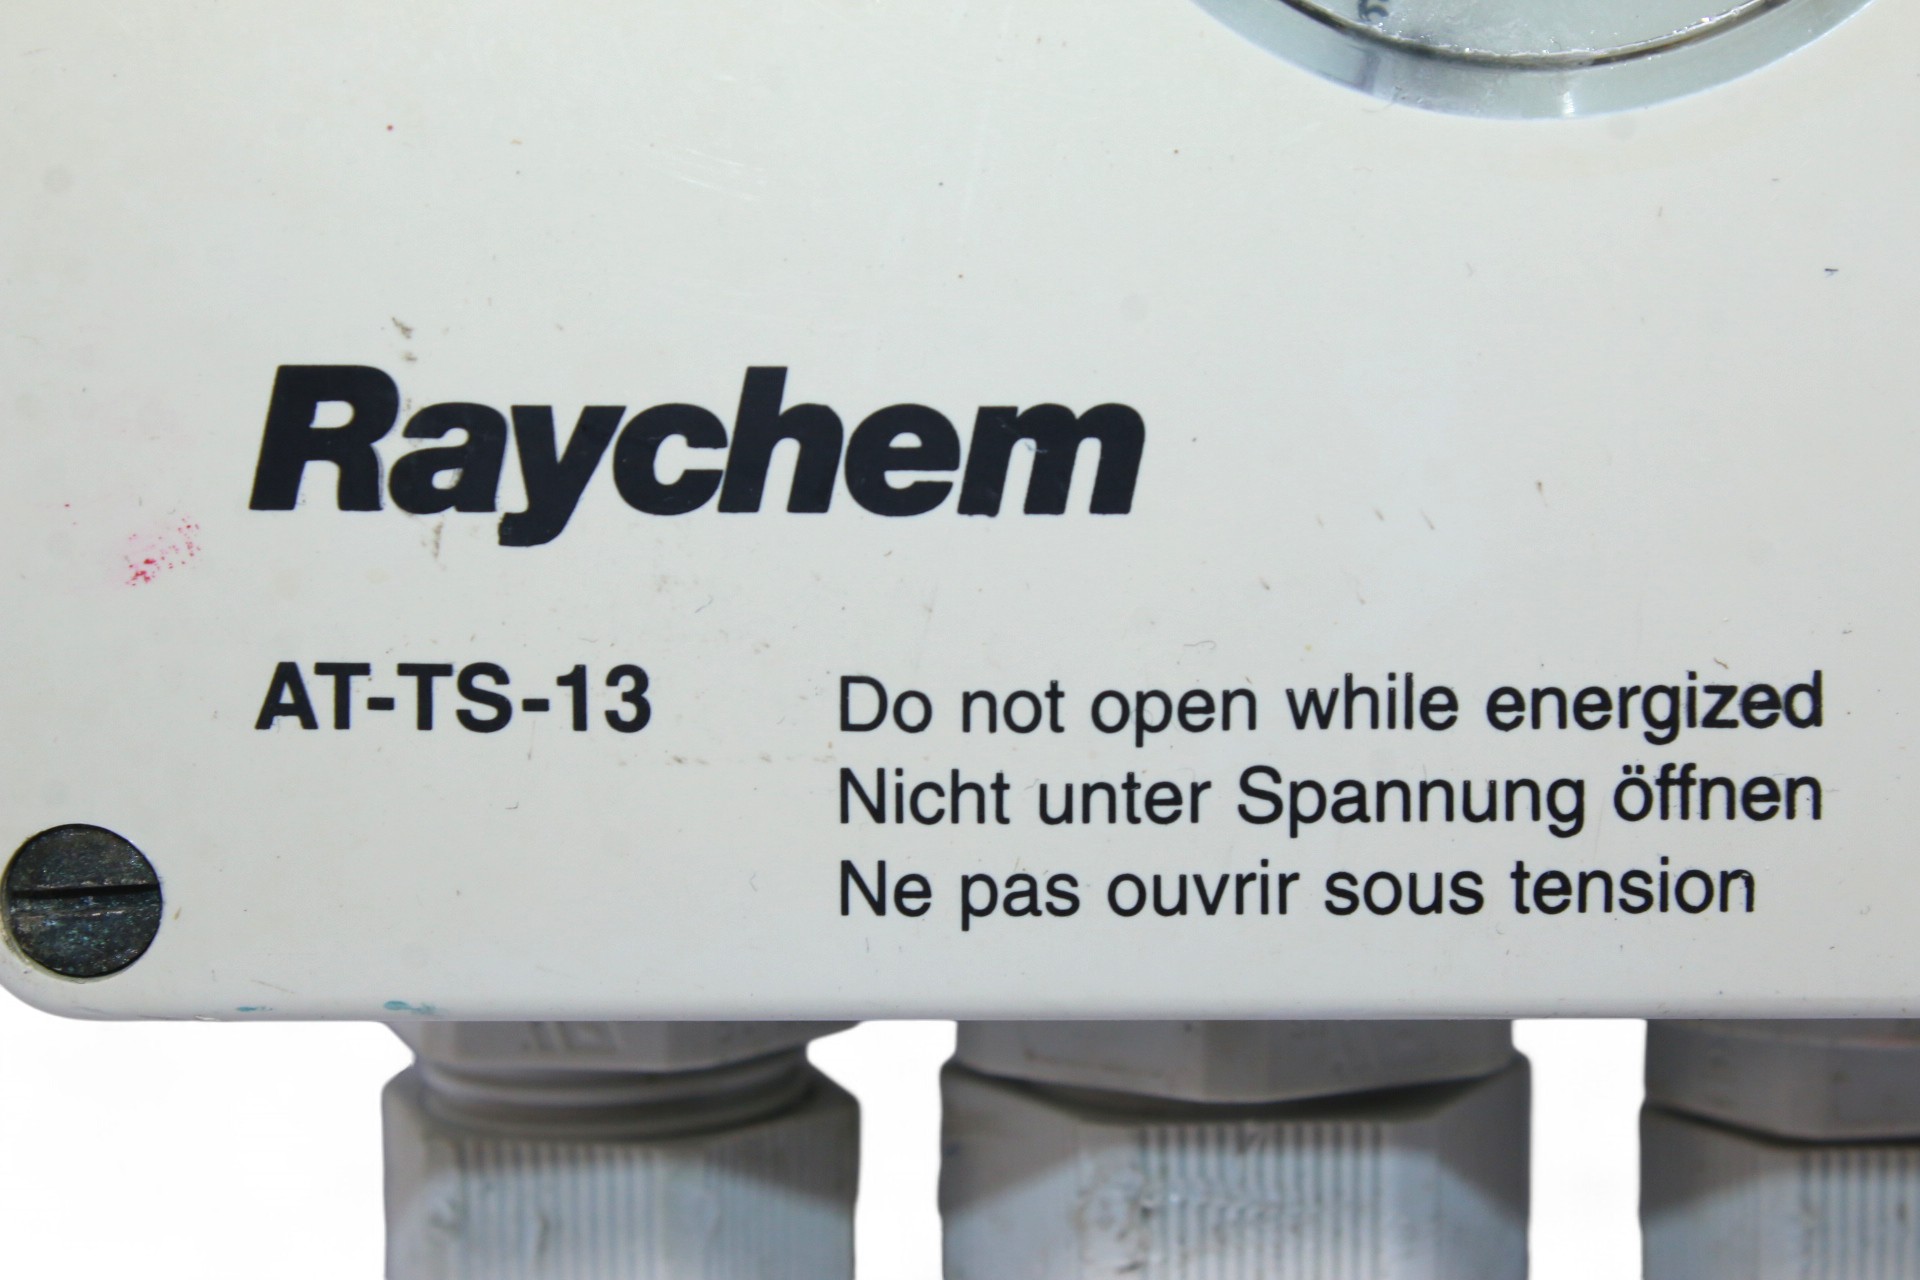 Raychem
AT-TS-13
Do not open while energized
Nicht unter Spannung öffnen
Ne pas ouvrir sous tension